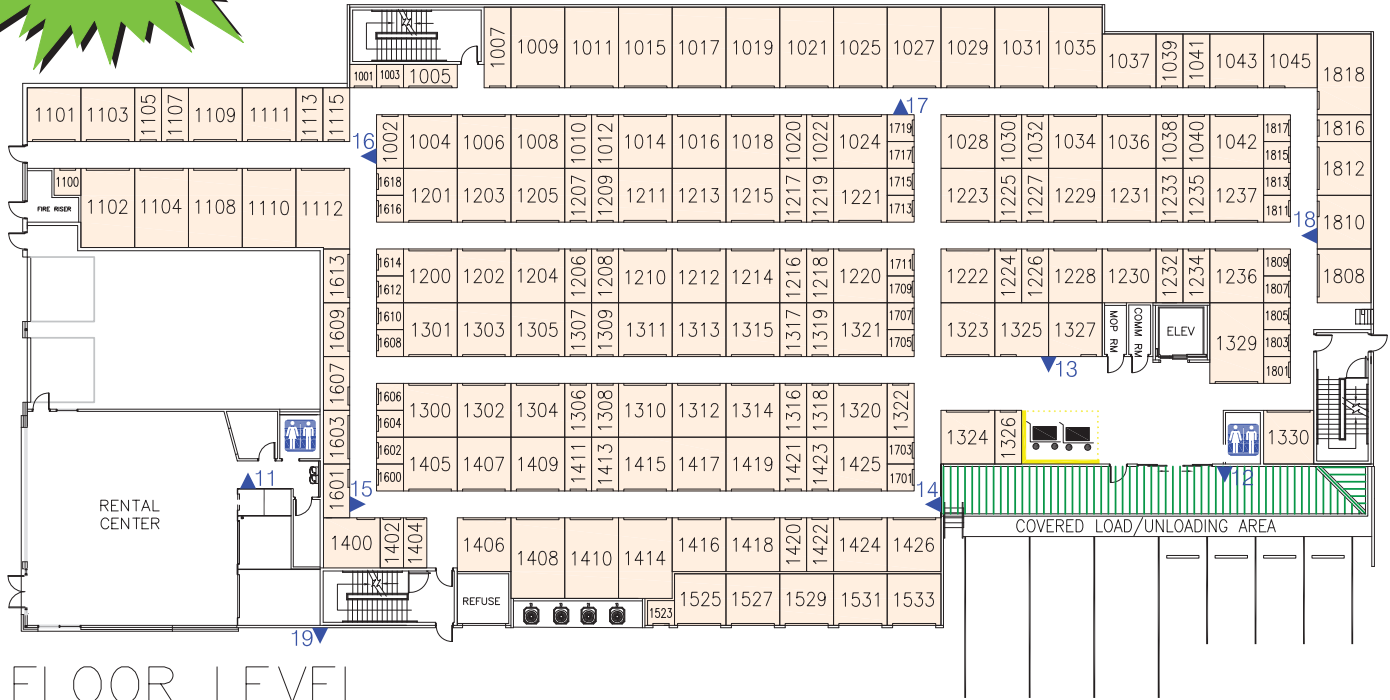 1007 1009 1011 1015 1017 1019 1021 1025 1027 1029 1031 1035
1037 1039 1041 1043 1045 1818
1001 1003 1005
1101 1103 1105 1107 1109 1111 1113 1115
17
16 1002 1004 1006 1008 1010 1012 1014 1016 1018 1020 1022 1024 1719 1028 1030 1032 1034 1036 1038 1040 1042 1817 1816
1717 1815 1812
1100 1618 1201 1203 1205 1207 1209 1211 1213 1215 1217 1219 1221 1715 1223 1225 1227 1229 1231 1233 1235 1237 1813
FIRE RISER 1102 1104 1108 1110 1112 1616 1713 1811 1810
18
1613 1614 1200 1202 1204 1206 1208 1210 1212 1214 1216 1218 1220 1711 1222 1224 1226 1228 1230 1232 1234 1236 1809 1808
1612 1709 1807
1609 1610 1301 1303 1305 1307 1309 1311 1313 1315 1317 1319 1321 1707 1323 1325 1327 MOP RM COMM RM ELEV 1329 1805
1608 1705 1803
13 1801
1607 1606 1300 1302 1304 1306 1308 1310 1312 1314 1316 1318 1320 1322
1604
1603 1602 1405 1407 1409 1411 1413 1415 1417 1419 1421 1423 1425 1703 1324 1326 1330
1600 1701
11 1601 15 14 12
RENTAL
CENTER
COVERED LOAD/UNLOADING AREA
1400 1402 1404 1406 1408 1410 1414 1416 1418 1420 1422 1424 1426
REFUSE 1523 1525 1527 1529 1531 1533
19
FLOOR LEVEL